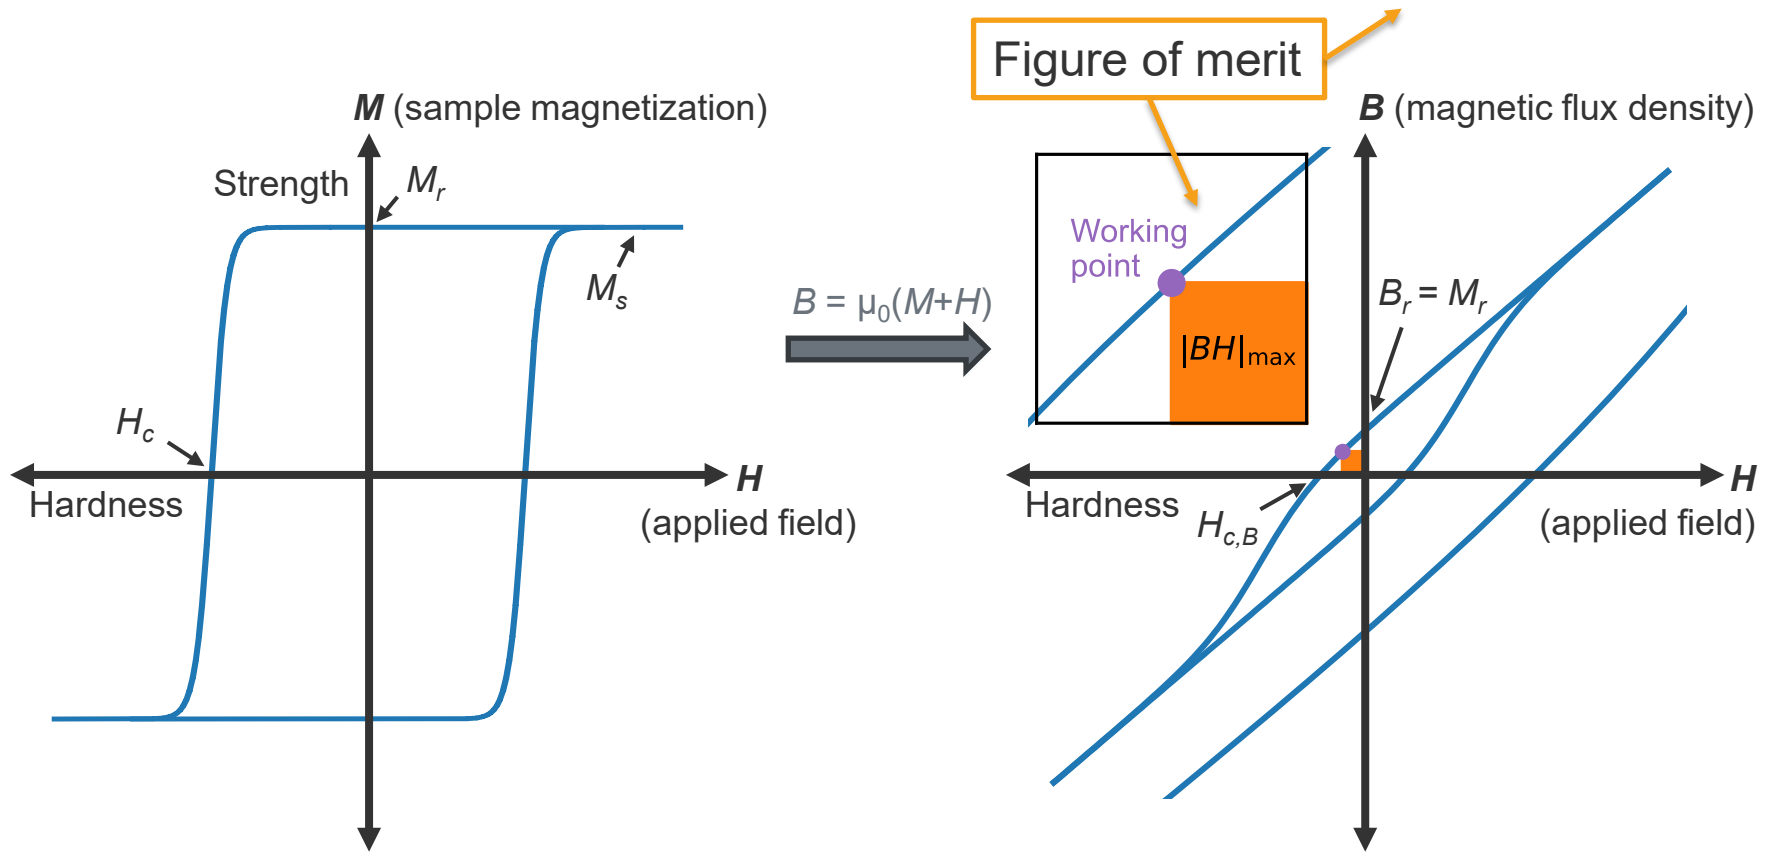 Figure of merit
M (sample magnetization)
Strength
Mr
Ms
Hc
Hardness
H
(applied field)
B = µ0(M+H)
B (magnetic flux density)
Working
point
|BH|max
Br = Mr
Hardness
Hc,B
H
(applied field)